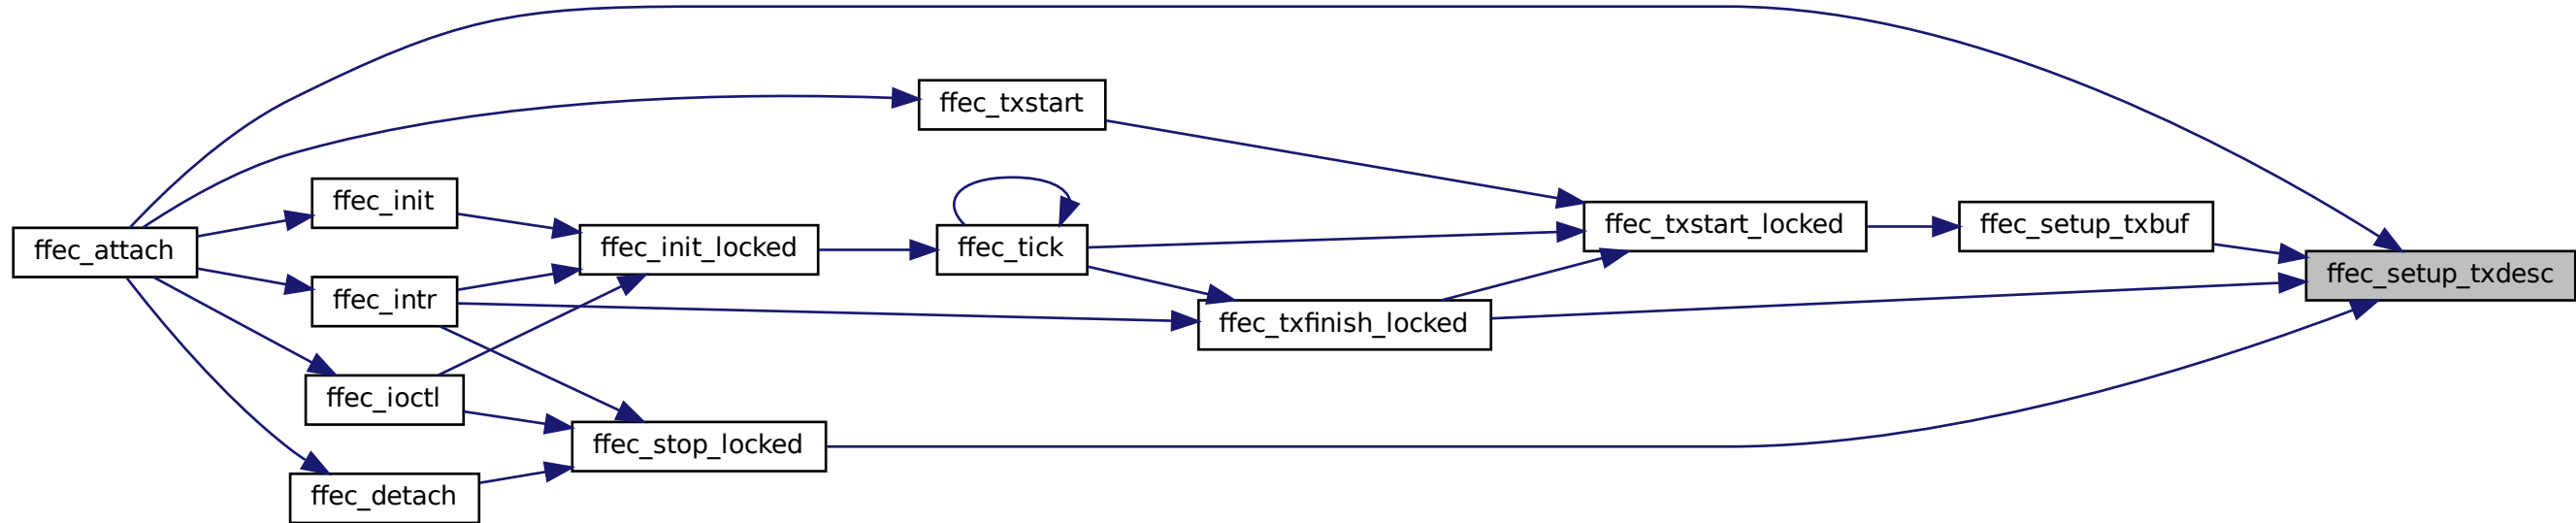 ffec_txstart
ffec_init
ffec_attach
ffec_init_locked
ffec_tick
ffec_txstart_locked
ffec_setup_txbuf
ffec_setup_txdesc
ffec_intr
ffec_txfinish_locked
ffec_ioctl
ffec_stop_locked
ffec_detach